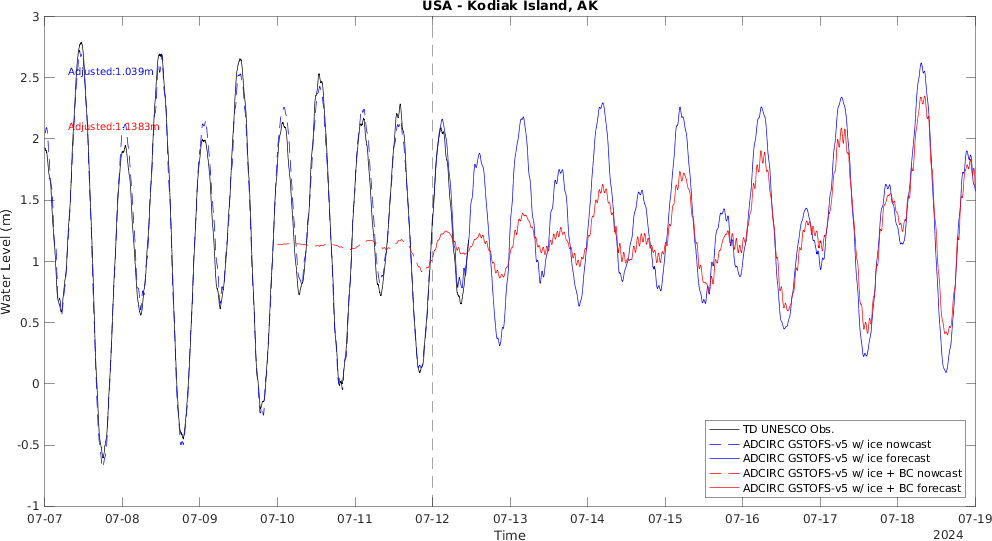 USA - Kodiak Island, AK
3
2.5
2
1.5
1
0.5
0
-0.5
-1
Water Level (m)
Adjusted:1.039m
Adjusted:1.1383m
TD UNESCO Obs.
ADCIRC GSTOFS-v5 w/ ice nowcast
ADCIRC GSTOFS-v5 w/ ice forecast
ADCIRC GSTOFS-v5 w/ ice + BC nowcast
ADCIRC GSTOFS-v5 w/ ice + BC forecast
07-07 07-08 07-09 07-10 07-11 07-12 07-13 07-14 07-15 07-16 07-17 07-18 07-19
Time
2024